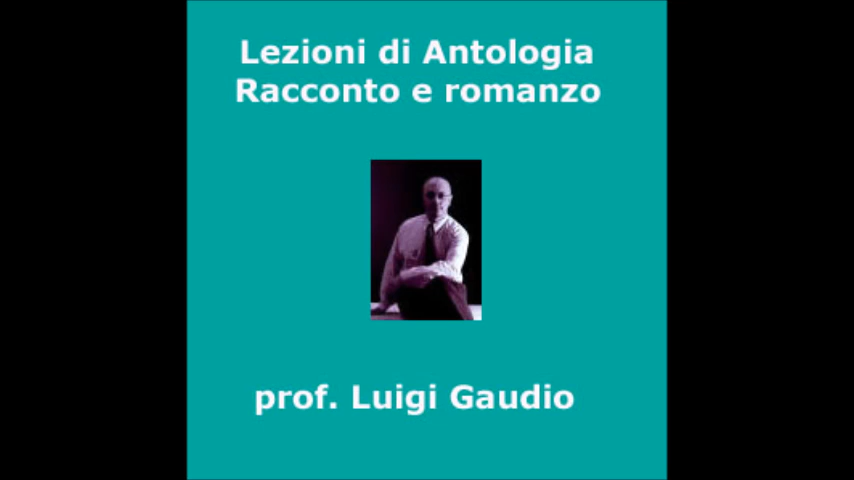 Lezioni di Antologia
Racconto e romanzo
prof. Luigi Gaudio